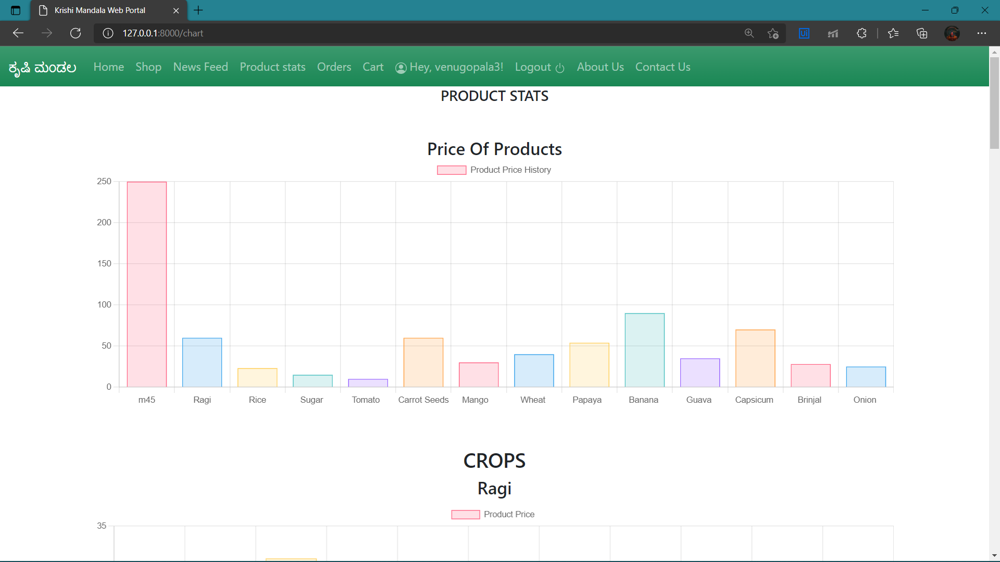 Krishi Mandala Web Portal
127.0.0.1:8000/chart
Ui
ಕೃಷಿ ಮಂಡಲ Home Shop News Feed Product stats Orders Cart Hey, venugopala3! Logout About Us Contact Us
PRODUCT STATS
Price Of Products
Product Price History
250
200
150
100
50
0
m45 Ragi Rice Sugar Tomato Carrot Seeds Mango Wheat Papaya Banana Guava Capsicum Brinjal Onion
CROPS
Ragi
Product Price
35